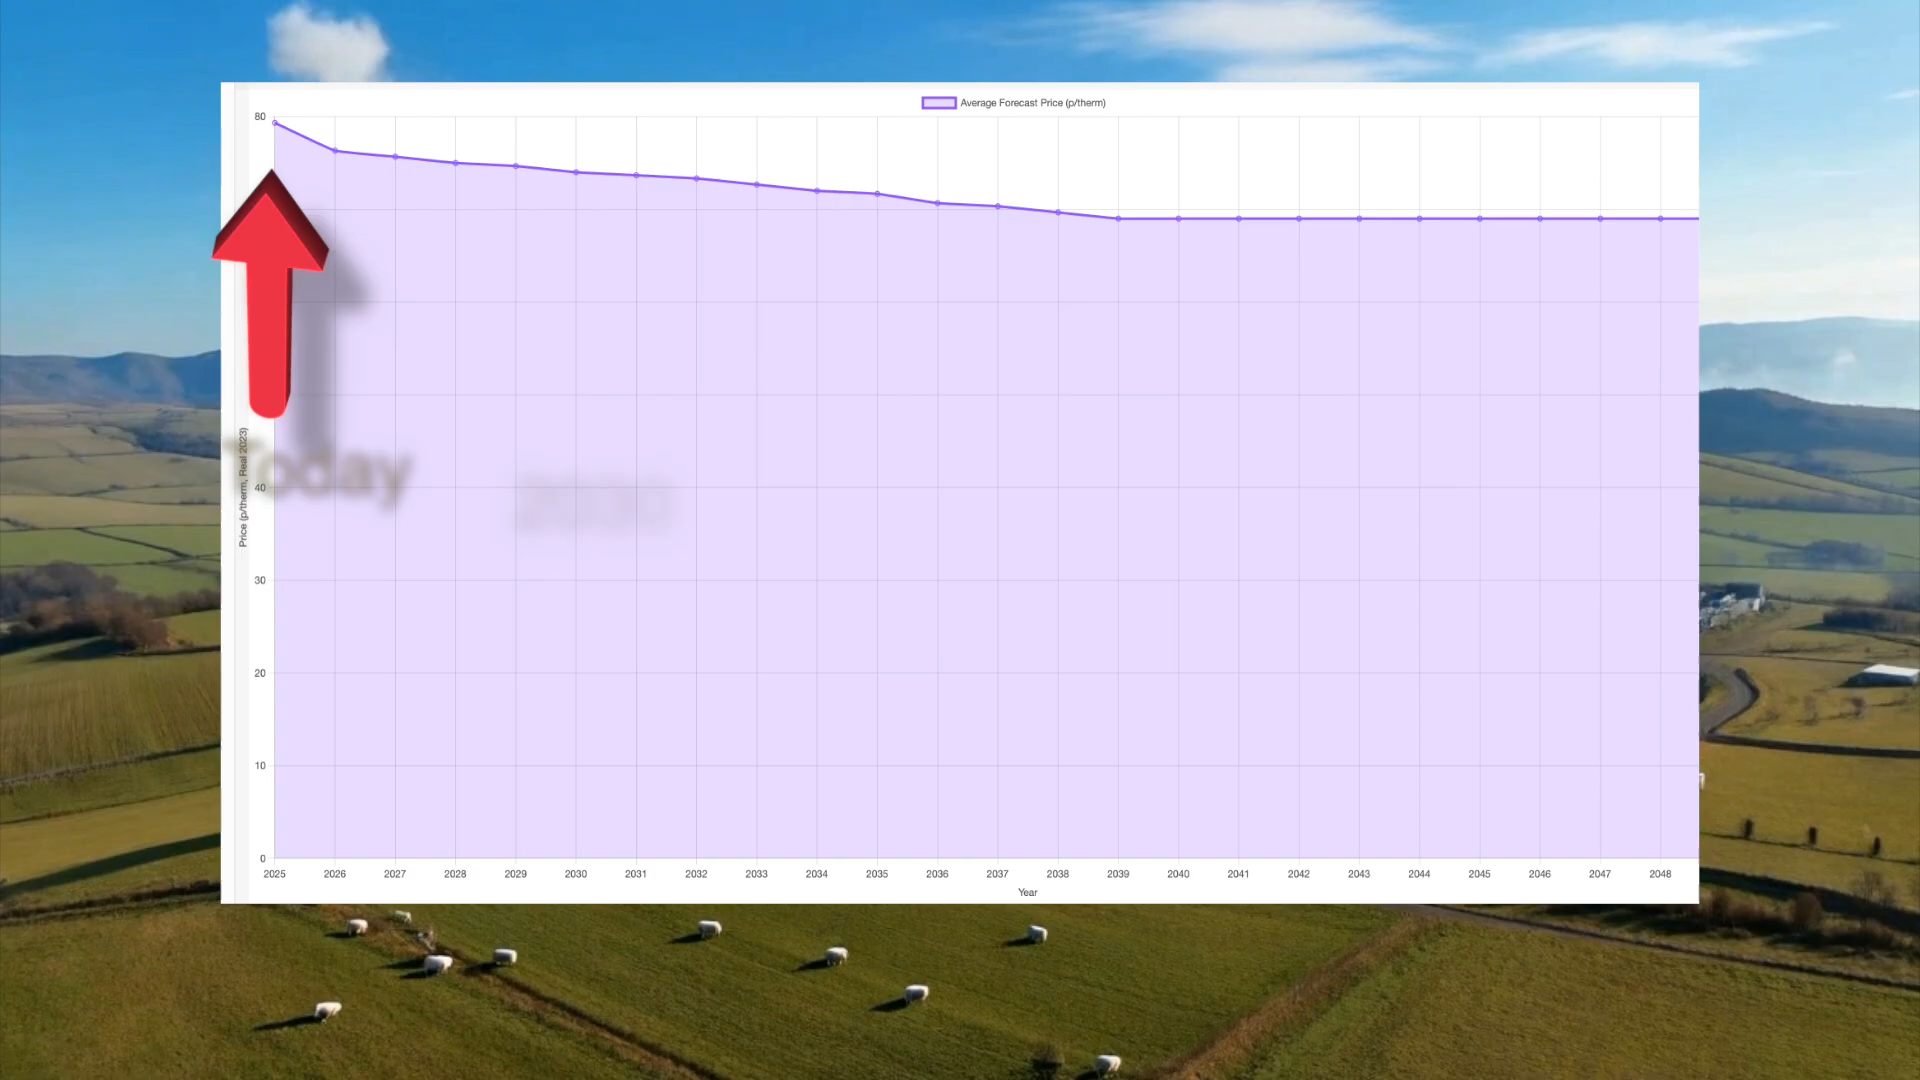 Average Forecast Price (p/therm)
80
Price (p/therm, Real 2023)
Today
40
2030
30
20
10
0
2025 2026 2027 2028 2029 2030 2031 2032 2033 2034 2035 2036 2037 2038 2039 2040 2041 2042 2043 2044 2045 2046 2047 2048
Year